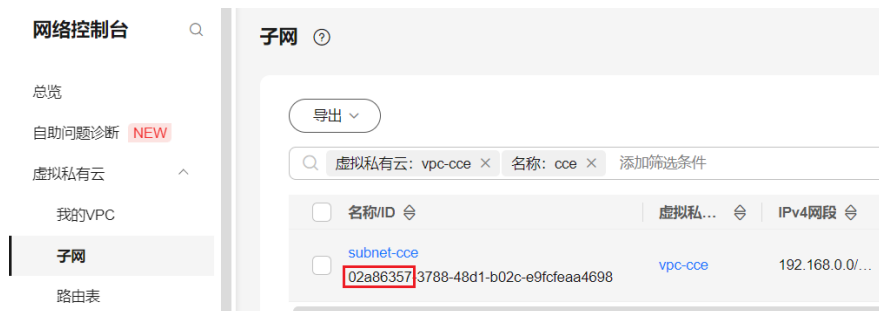 网络控制台
总览
自助问题诊断 NEW
虚拟私有云
我的VPC
子网
路由表
子网 ?
导出
虚拟私有云：vpc-cce × 名称：cce × 添加筛选条件
名称/ID 虚拟私... IPv4网段
subnet-cce
02a86357-3788-48d1-b02c-e9fcfeaa4698
vpc-cce
192.168.0.0/...